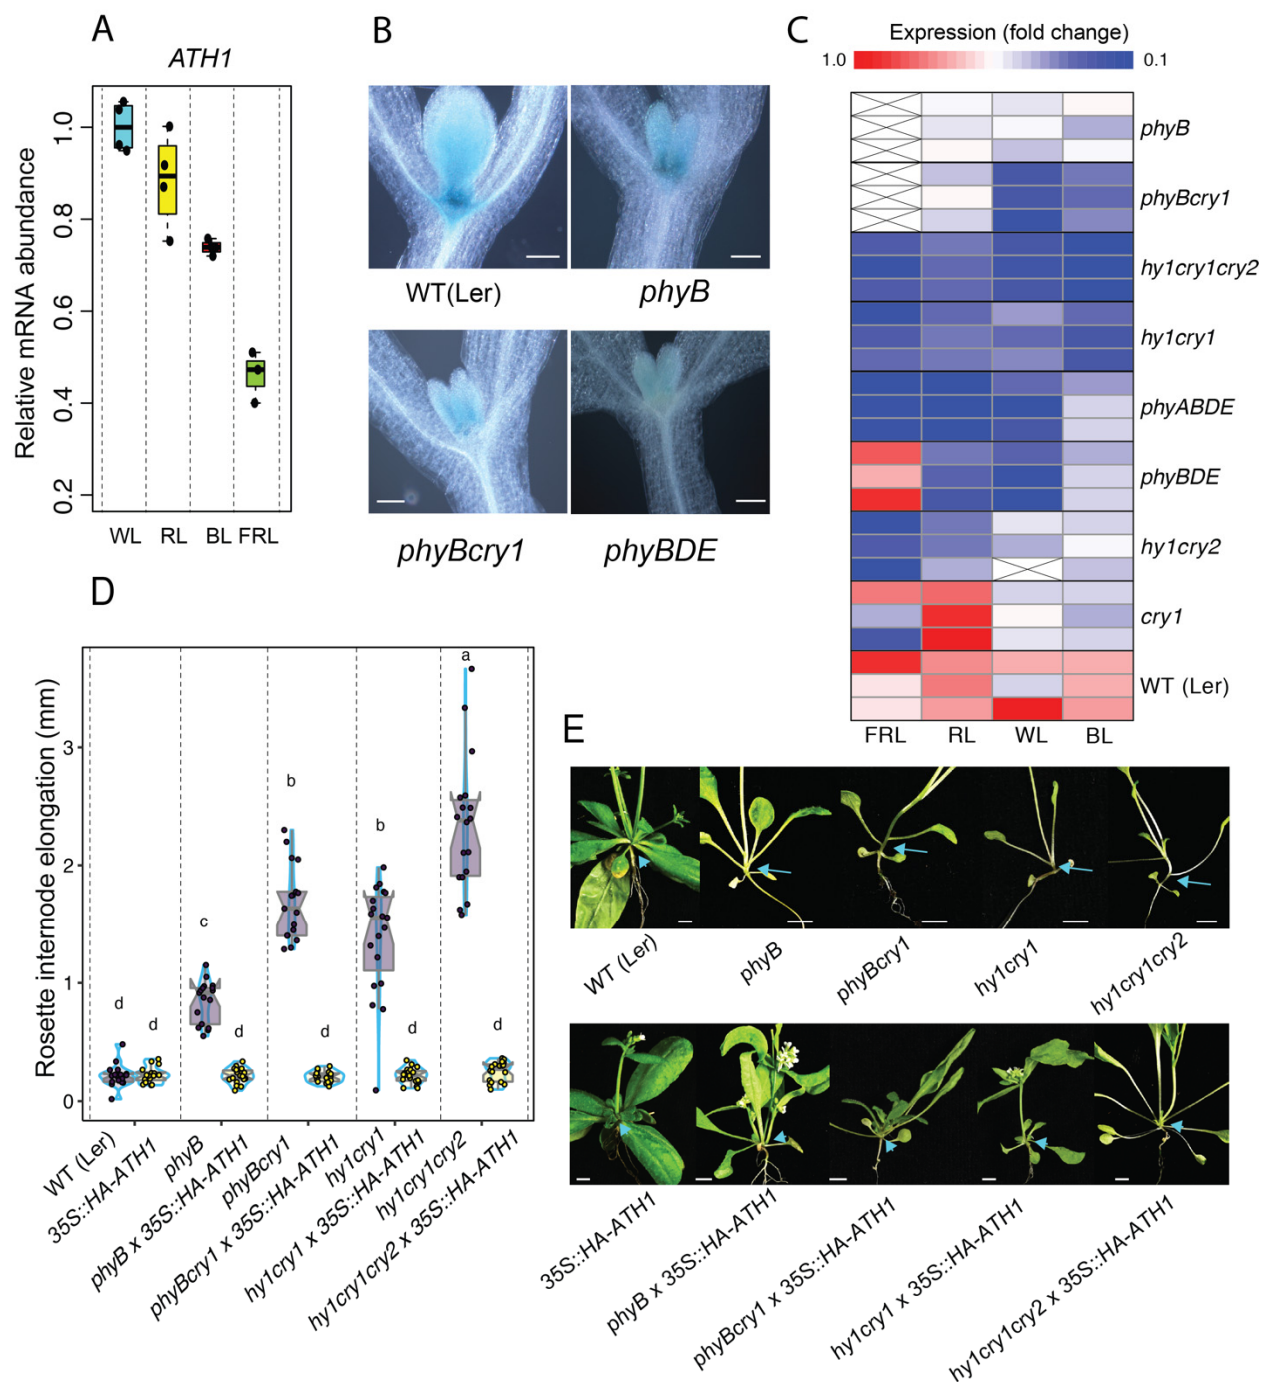 A
ATH1
Relative mRNA abundance
1.0
0.8
0.6
0.4
0.2
WL RL BL FRL
B
WT(Ler) phyB
phyBcry1 phyBDE
C
Expression (fold change)
1.0 0.1
phyB
phyBcry1
hy1cry1cry2
hy1cry1
phyABDE
phyBDE
hy1cry2
cry1
WT (Ler)
FRL RL WL BL
D
Rosette internode elongation (mm)
3
2
1
0
d
d
c
d
b
d
b
d
a
d
WT (Ler)
35S::HA-ATH1
phyB
phyB x 35S::HA-ATH1
phyBcry1
phyBcry1 x 35S::HA-ATH1
hy1cry1
hy1cry1 x 35S::HA-ATH1
hy1cry1cry2
hy1cry1cry2 x 35S::HA-ATH1
E
WT (Ler)
phyB
phyBcry1
hy1cry1
hy1cry1cry2
35S::HA-ATH1
phyB x 35S::HA-ATH1
phyBcry1 x 35S::HA-ATH1
hy1cry1 x 35S::HA-ATH1
hy1cry1cry2 x 35S::HA-ATH1